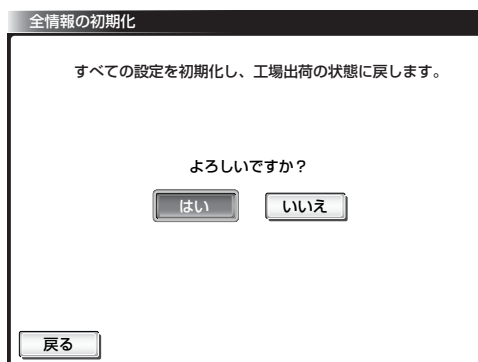 全情報の初期化
すべての設定を初期化し、工場出荷の状態に戻します。
よろしいですか？
はい いいえ
戻る